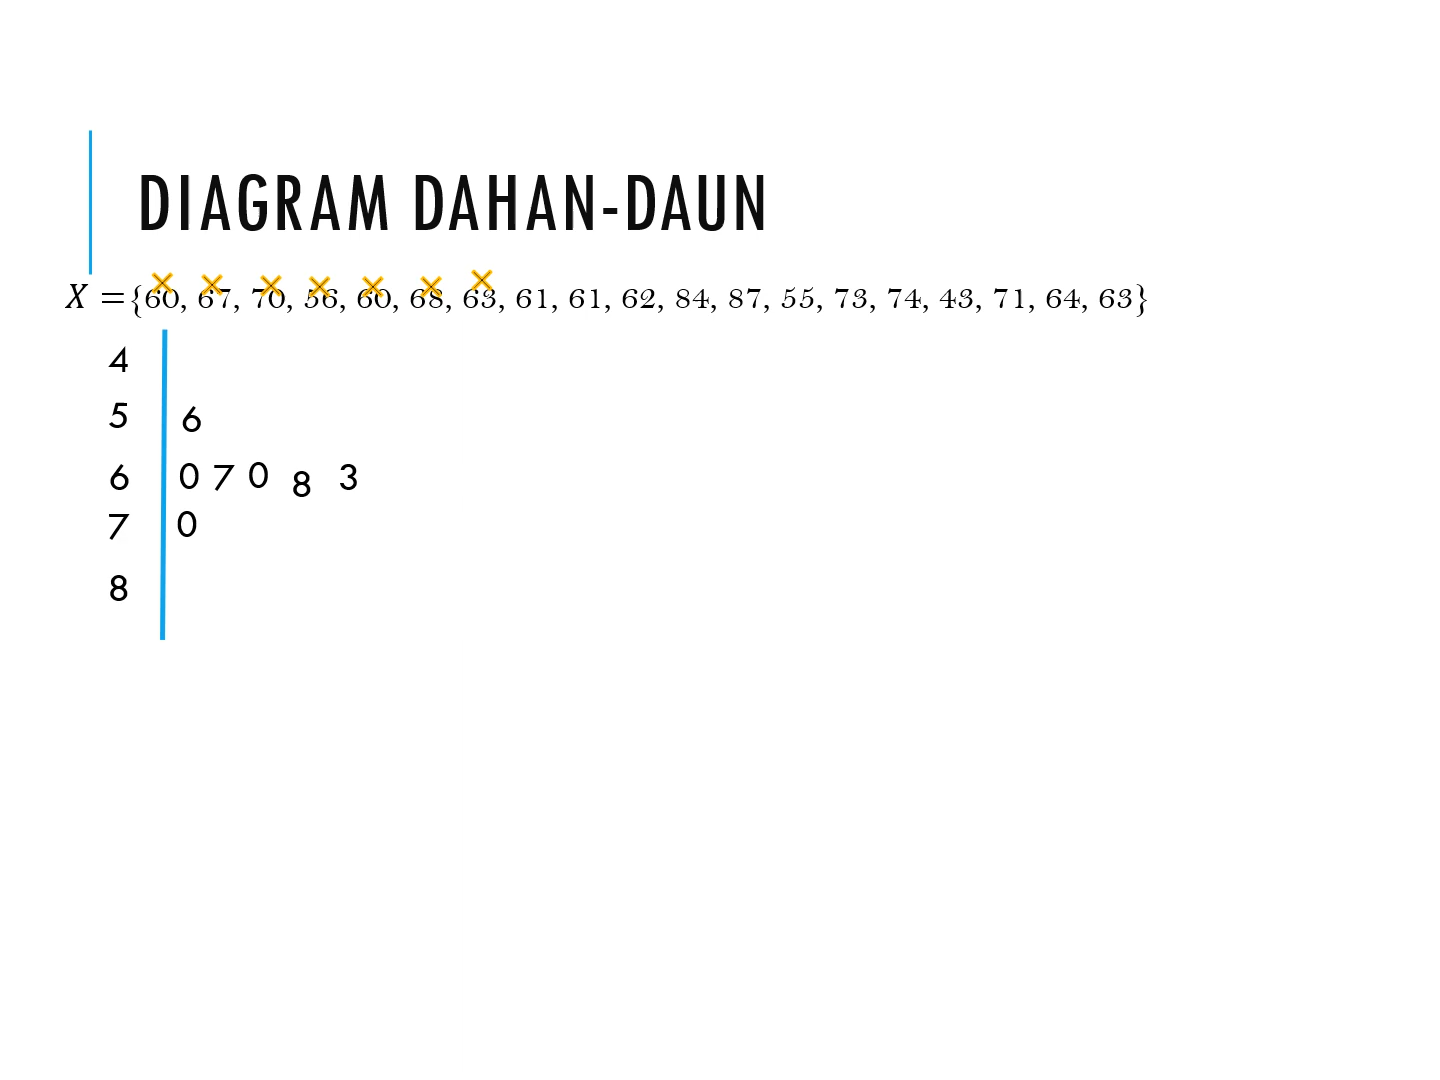 DIAGRAM DAHAN-DAUN
X = {60, 67, 70, 56, 60, 68, 63, 61, 61, 62, 84, 87, 55, 73, 74, 43, 71, 64, 63}
4
5 6
6 0 7 0 8 3
7 0
8